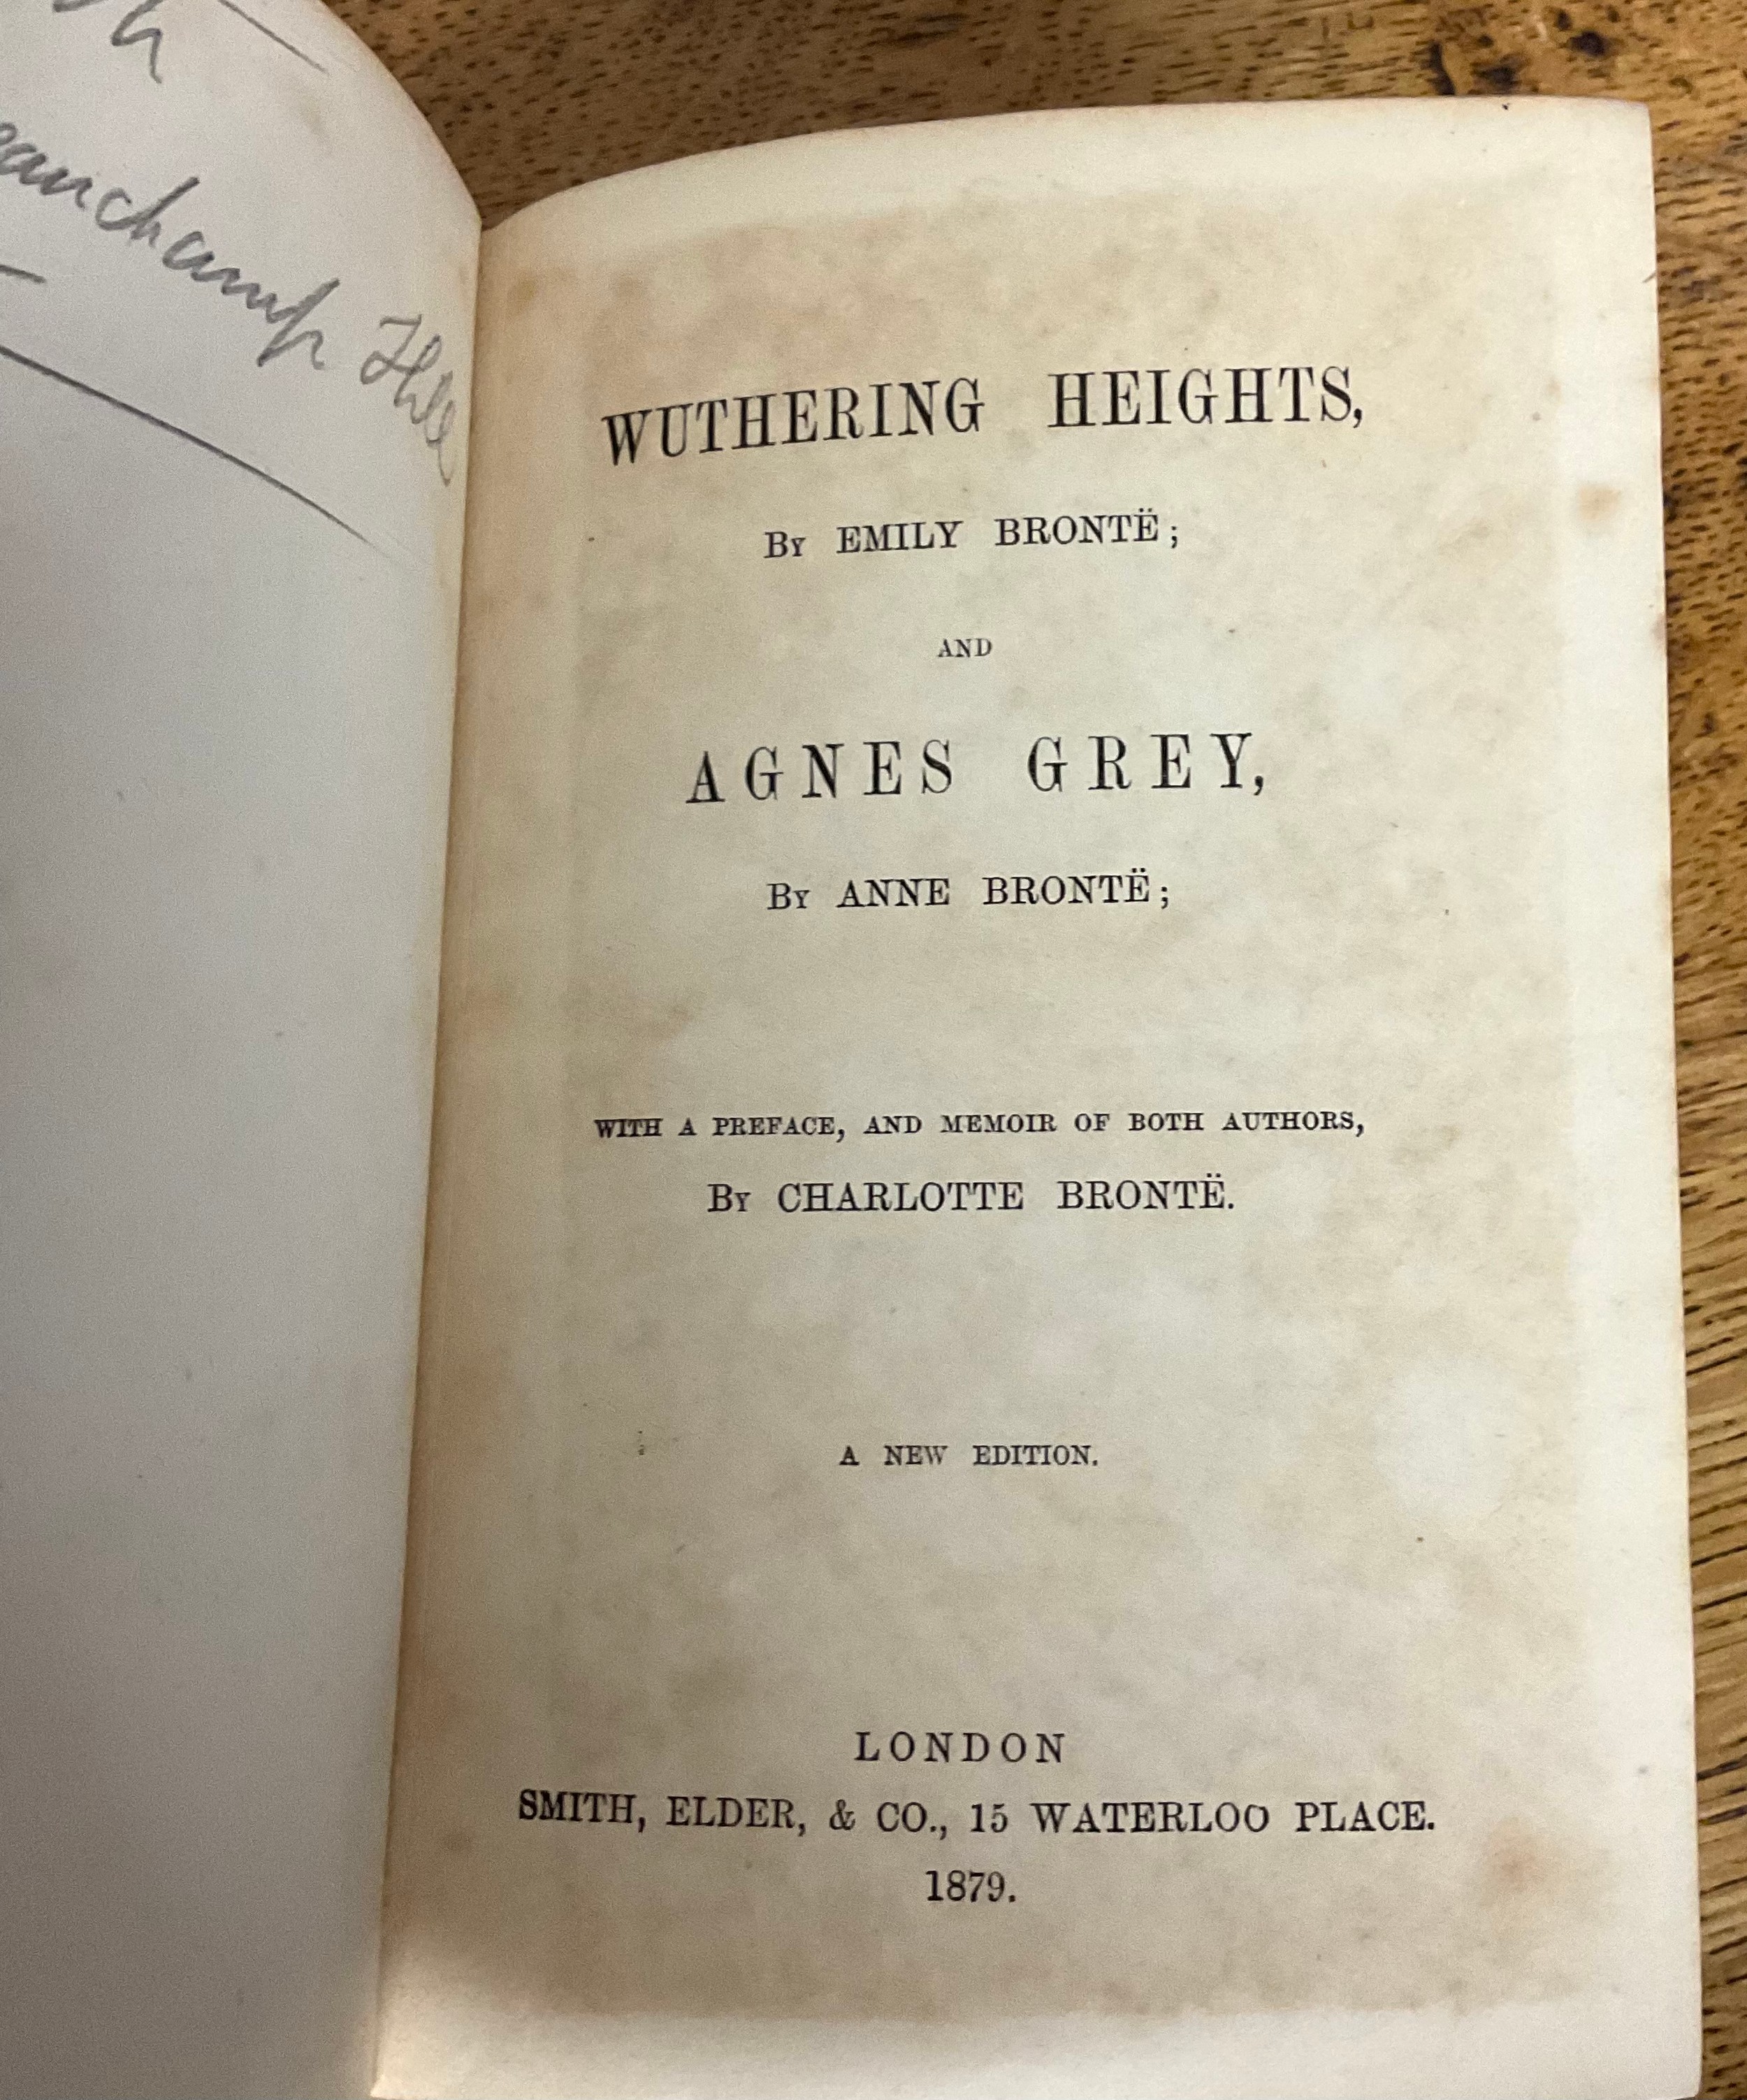 WUTHERING HEIGHTS,
By EMILY BRONTË;
AND
AGNES GREY,
By ANNE BRONTË;
WITH A PREFACE, AND MEMOIR OF BOTH AUTHORS,
By CHARLOTTE BRONTË.
A NEW EDITION.
LONDON
SMITH, ELDER, & CO., 15 WATERLOO PLACE.
1879.